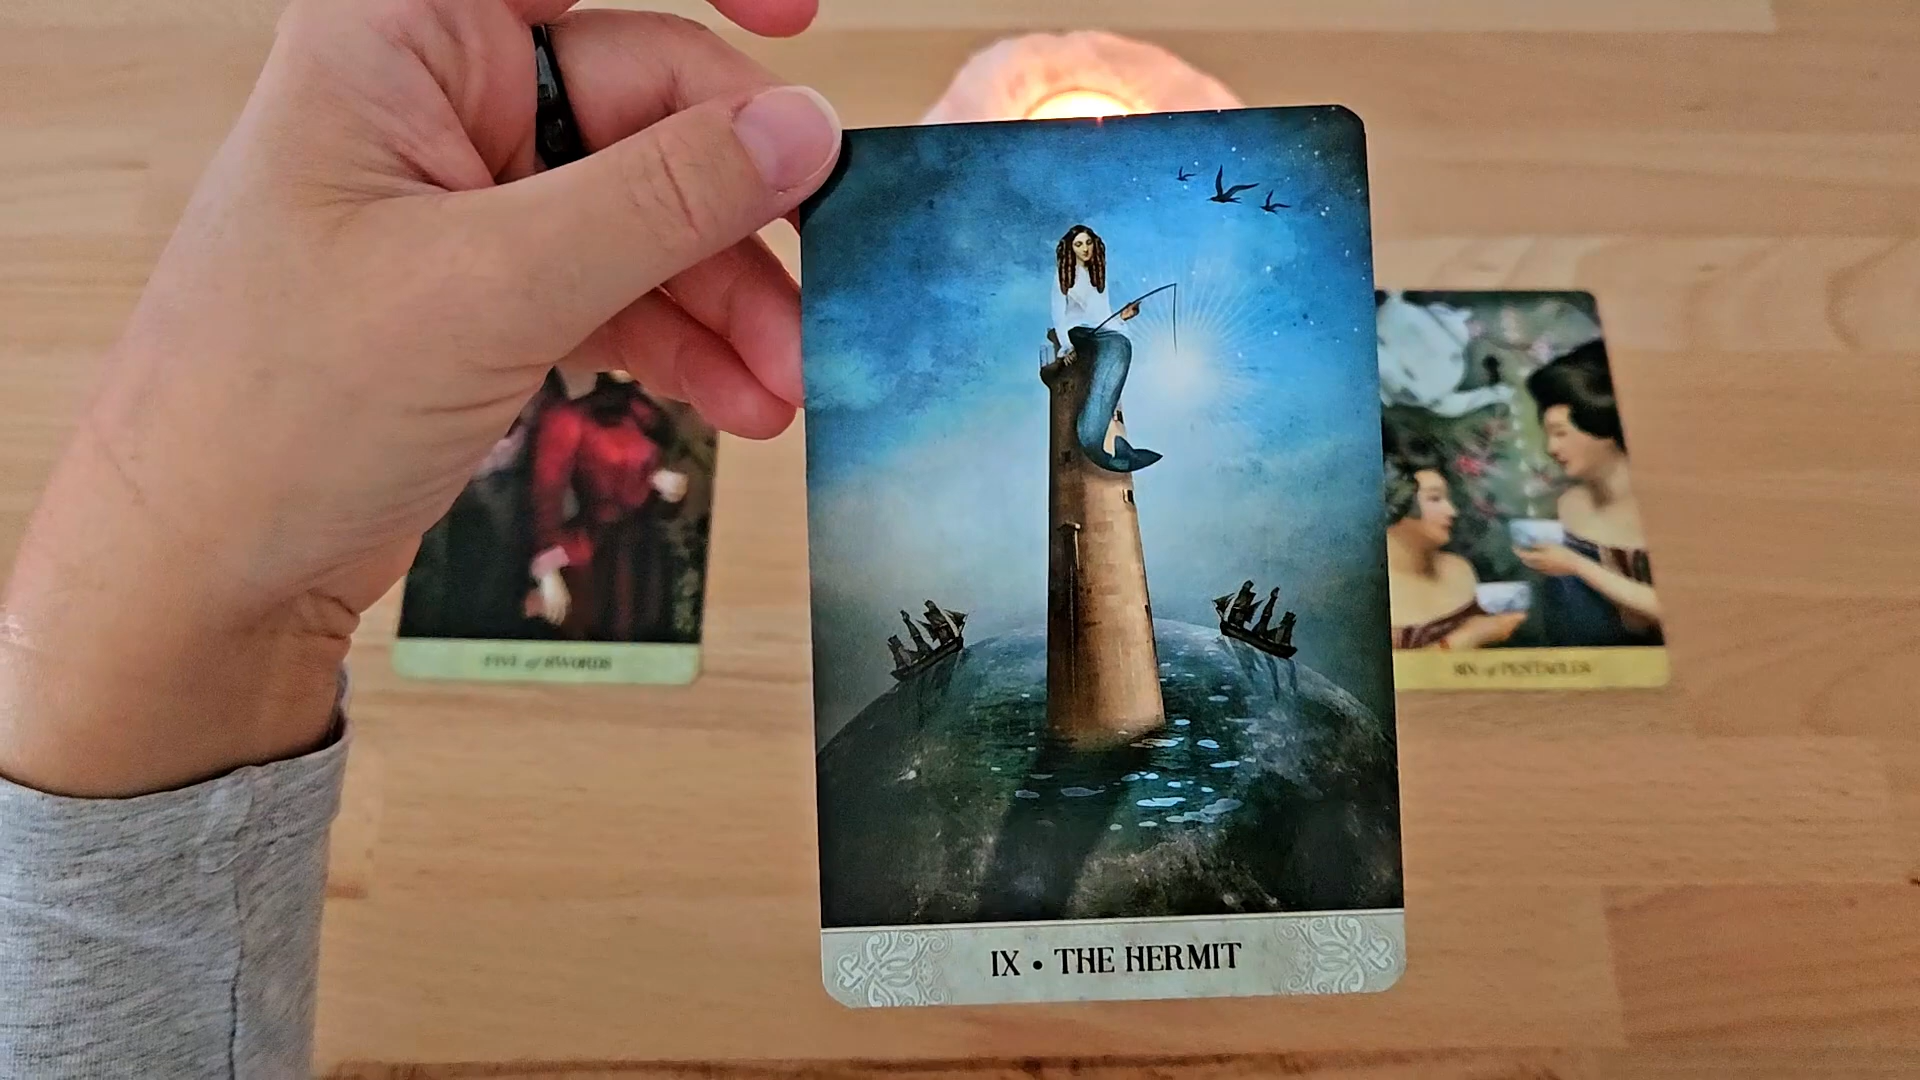 IX • THE HERMIT
FIVE of SWORDS
SIX of PENTACLES